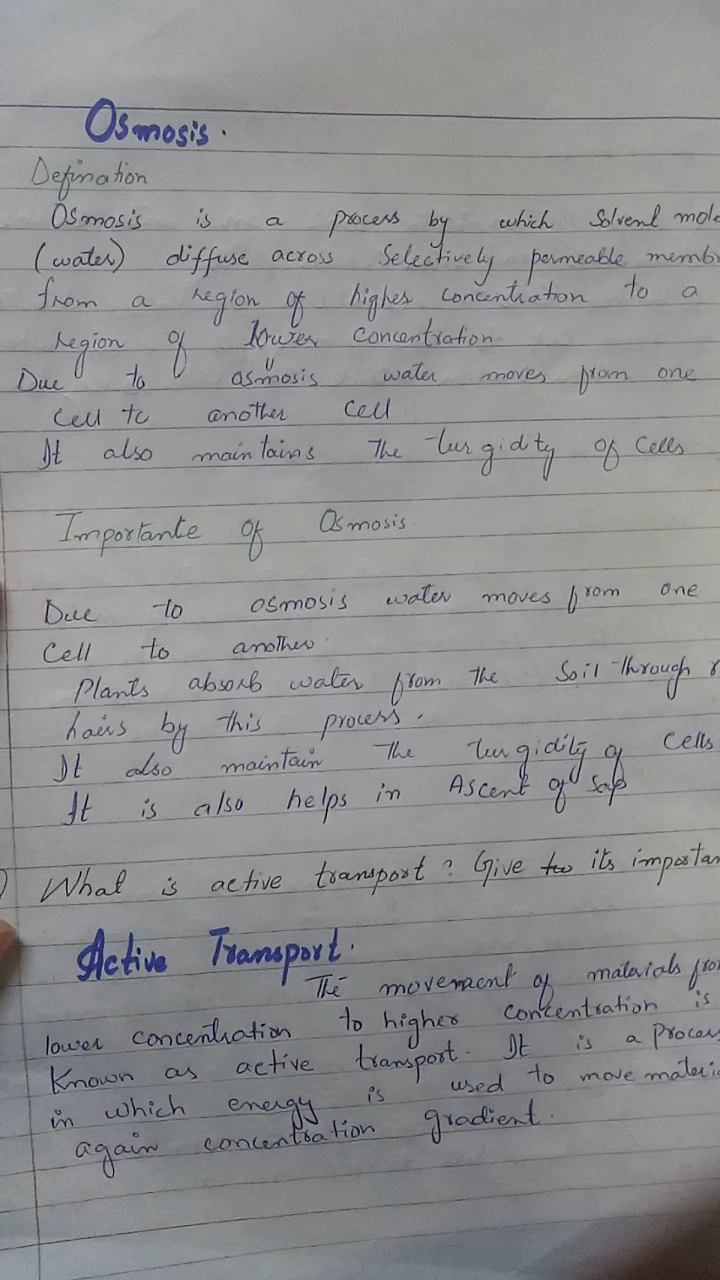 Osmosis.
Defination
Osmosis is a process by which solvent mole
(water) diffuse across selectively permeable memb
from a region of higher concentration to a
region of lower concentration
Due to osmosis water moves from one
cell to another cell
It also maintains the turgidity of cells
Importante of Osmosis
Due to osmosis water moves from one
cell to another.
Plants absorb water from the soil through r
hairs by this process.
It also maintain the turgidity of cells
It is also helps in Ascent of Sap
What is active transport? Give its importan
Active Transport.
The movement of materials from
lower concentration to higher concentration is
known as active transport. It is a process
in which energy is used to move materi
again concentration gradient.